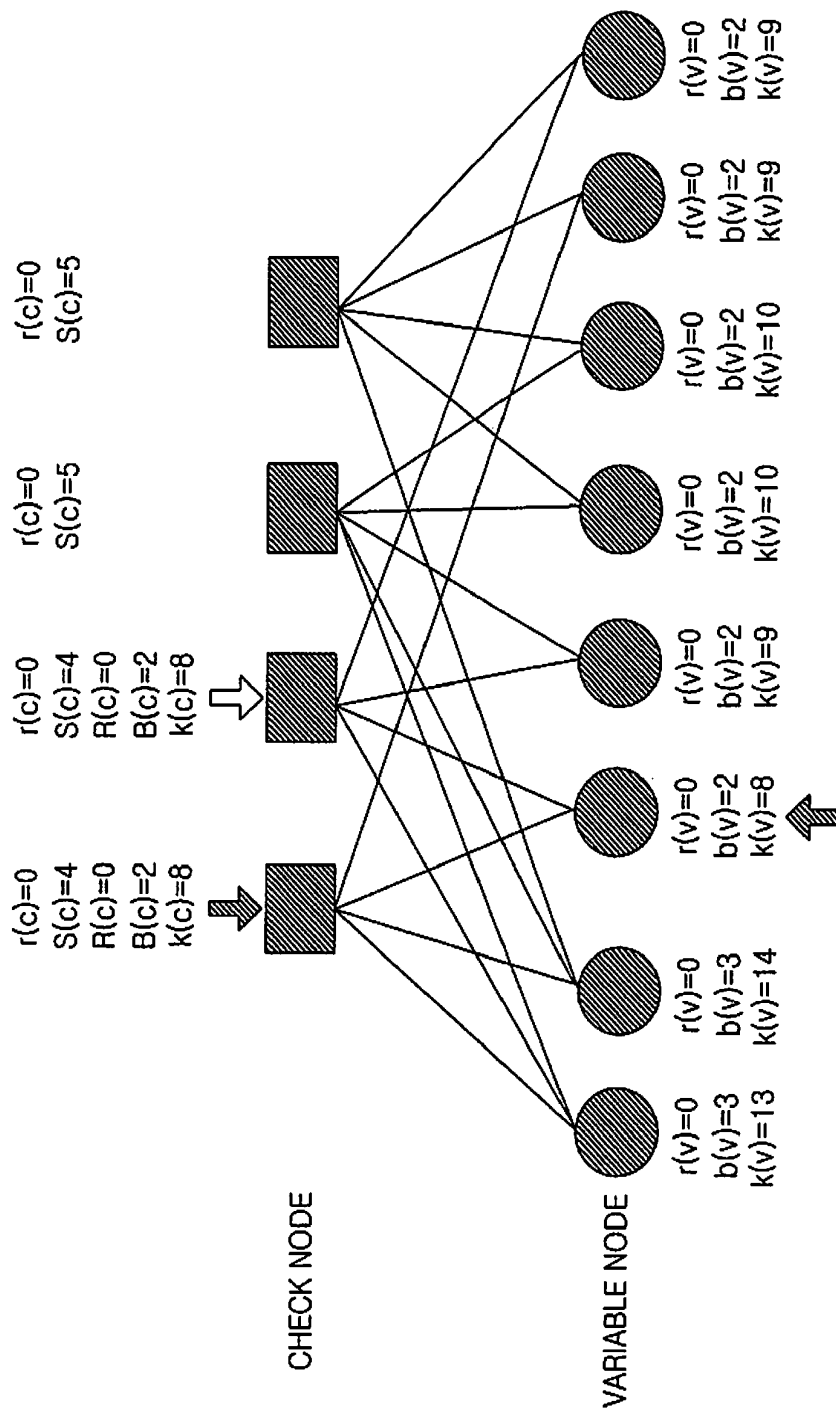 r(c)=0
S(c)=4
R(c)=0
B(c)=2
k(c)=8
r(c)=0
S(c)=4
R(c)=0
B(c)=2
k(c)=8
r(c)=0
S(c)=5
r(c)=0
S(c)=5
CHECK NODE
VARIABLE NODE
r(v)=0
b(v)=3
k(v)=13
r(v)=0
b(v)=3
k(v)=14
r(v)=0
b(v)=2
k(v)=8
r(v)=0
b(v)=2
k(v)=9
r(v)=0
b(v)=2
k(v)=10
r(v)=0
b(v)=2
k(v)=10
r(v)=0
b(v)=2
k(v)=9
r(v)=0
b(v)=2
k(v)=9